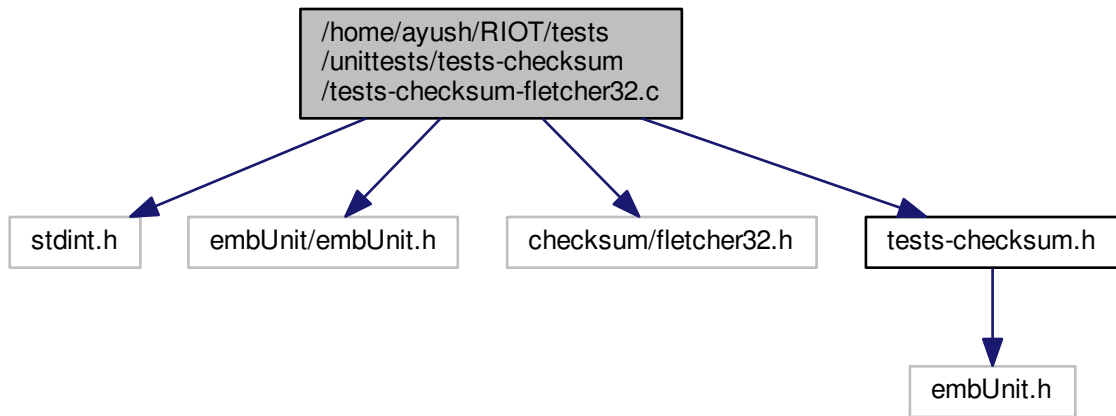 /home/ayush/RIOT/tests
/unittests/tests-checksum
/tests-checksum-fletcher32.c
stdint.h
embUnit/embUnit.h
checksum/fletcher32.h
tests-checksum.h
embUnit.h